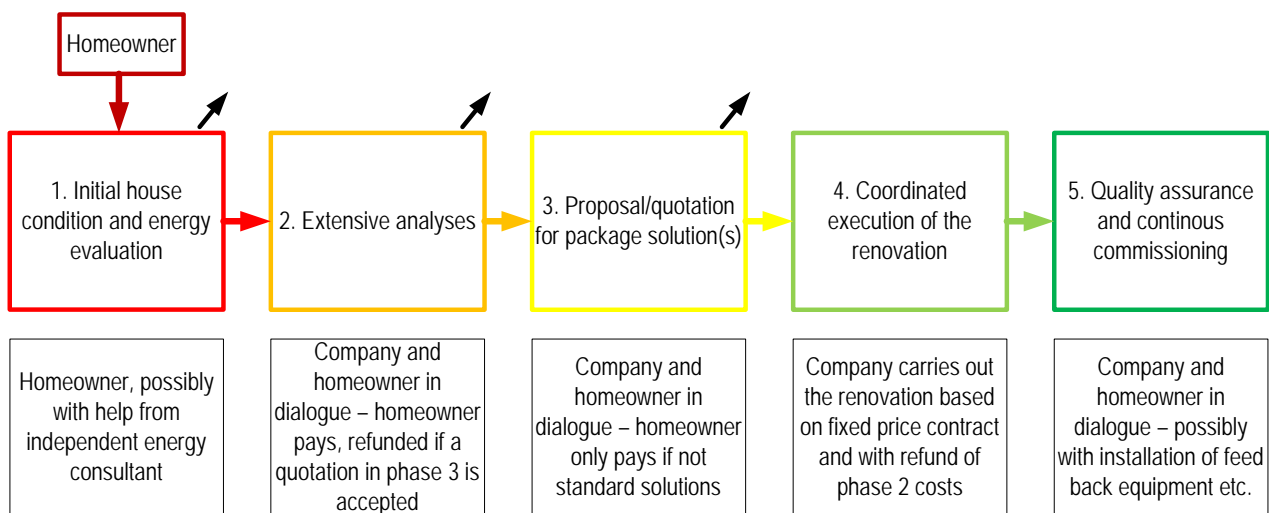 Homeowner
1. Initial house
condition and energy
evaluation
2. Extensive analyses
3. Proposal/quotation
for package solution(s)
4. Coordinated
execution of the
renovation
5. Quality assurance
and continous
commissioning
Homeowner, possibly
with help from
independent energy
consultant
Company and
homeowner in
dialogue – homeowner
pays, refunded if a
quotation in phase 3 is
accepted
Company and
homeowner in
dialogue – homeowner
only pays if not
standard solutions
Company carries out
the renovation based
on fixed price contract
and with refund of
phase 2 costs
Company and
homeowner in
dialogue – possibly
with installation of feed
back equipment etc.